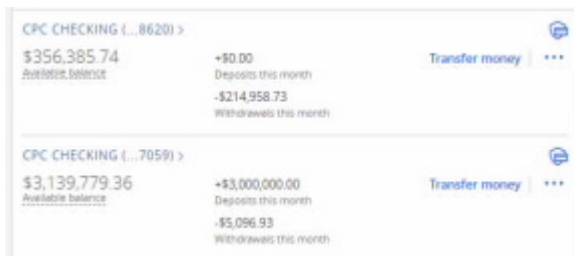 CPC CHECKING (...8620) >
$356,385.74
Available balance
+$0.00
Deposits this month
-$214,958.73
Withdrawals this month
Transfer money
CPC CHECKING (...7059) >
$3,139,779.36
Available balance
+$3,000,000.00
Deposits this month
-$5,096.93
Withdrawals this month
Transfer money